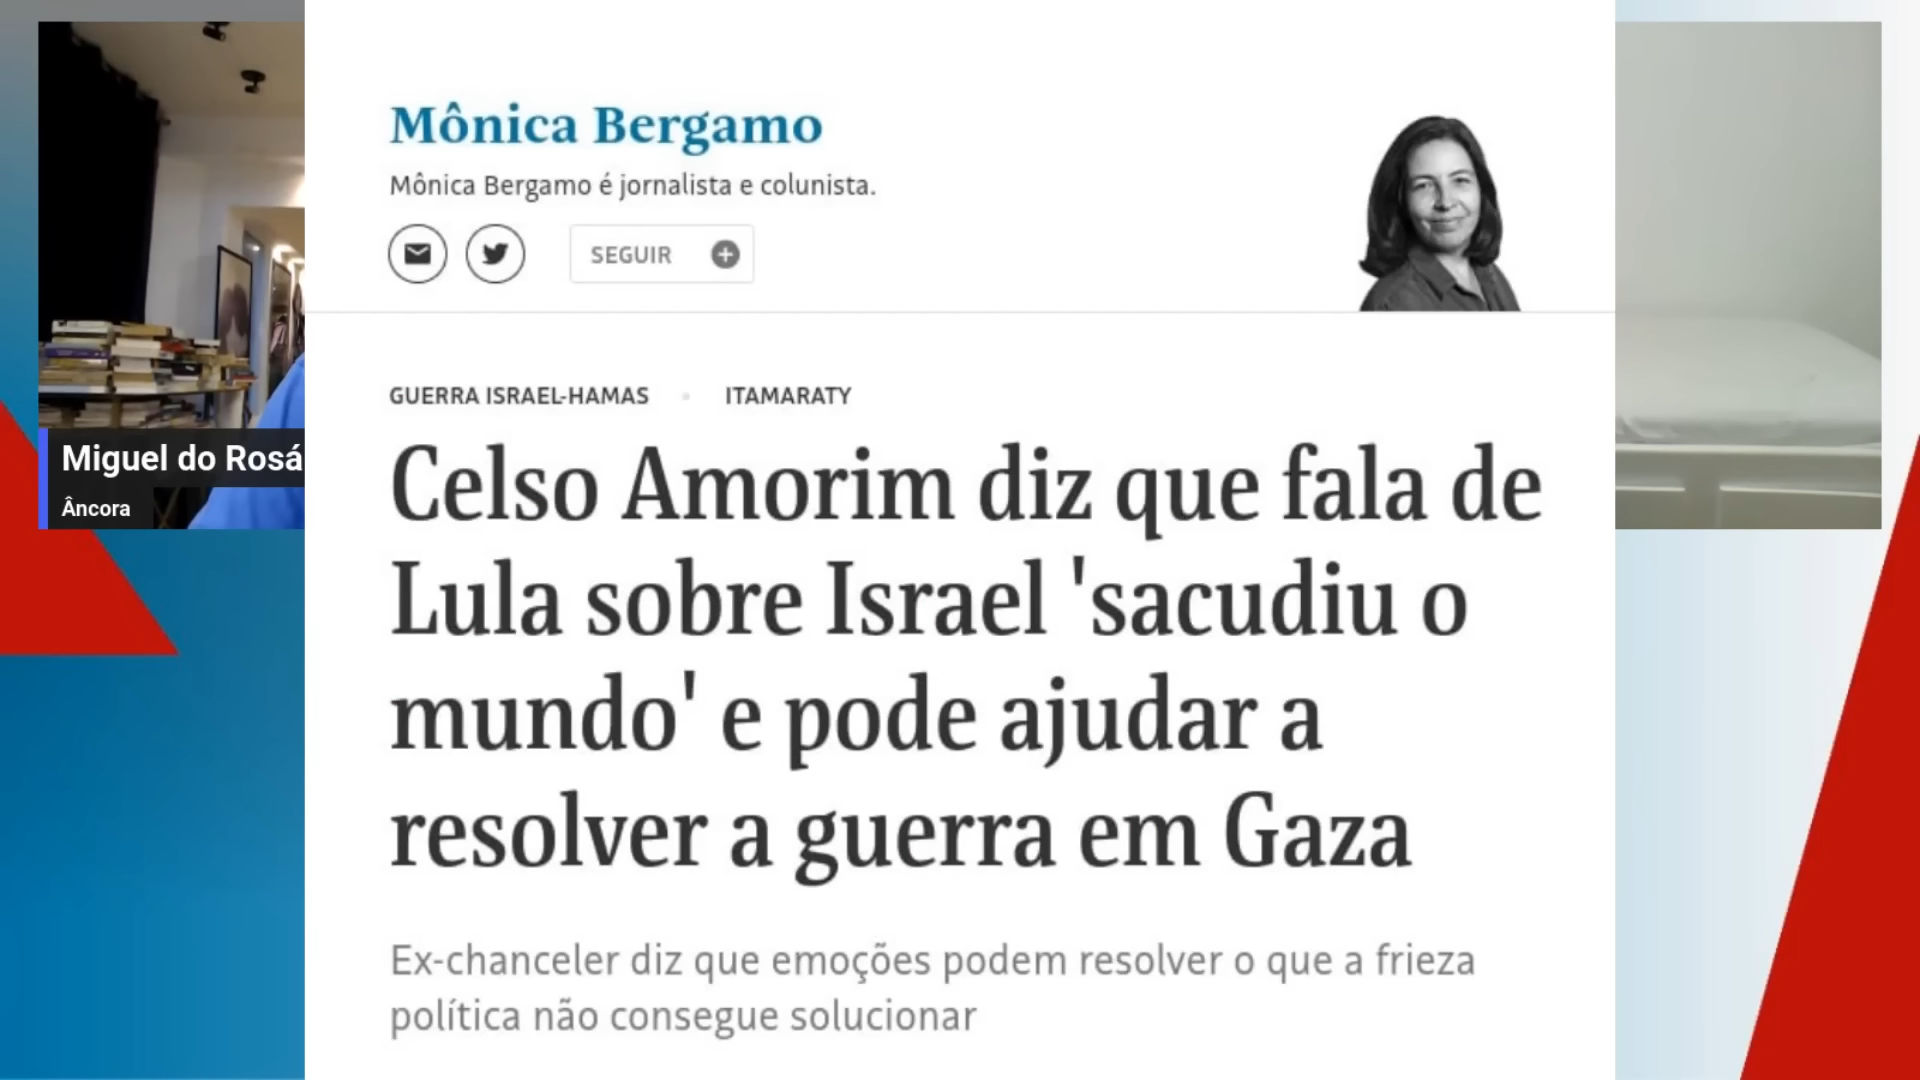 Mônica Bergamo
Mônica Bergamo é jornalista e colunista.
SEGUIR
GUERRA ISRAEL-HAMAS • ITAMARATY
Celso Amorim diz que fala de
Lula sobre Israel 'sacudiu o
mundo' e pode ajudar a
resolver a guerra em Gaza
Ex-chanceler diz que emoções podem resolver o que a frieza
política não consegue solucionar
Miguel do Rosá
Âncora